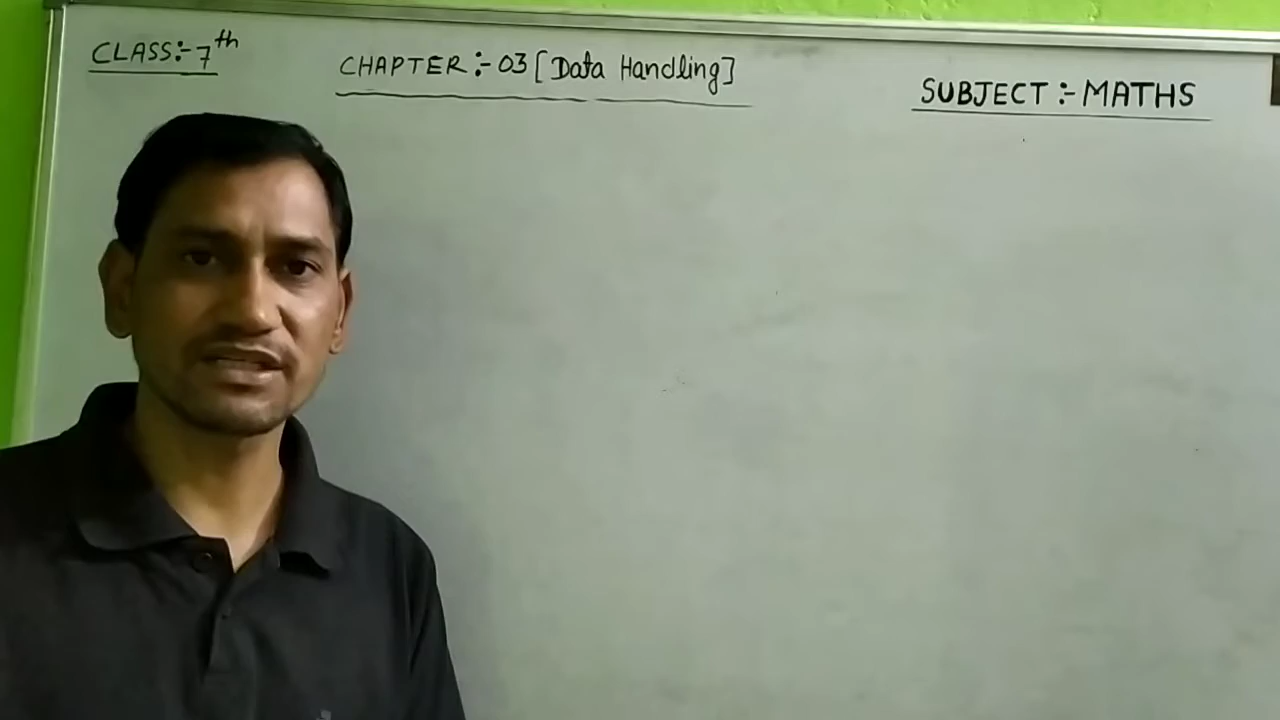 CLASS:- 7th
CHAPTER:- 03 [Data Handling]
SUBJECT:- MATHS